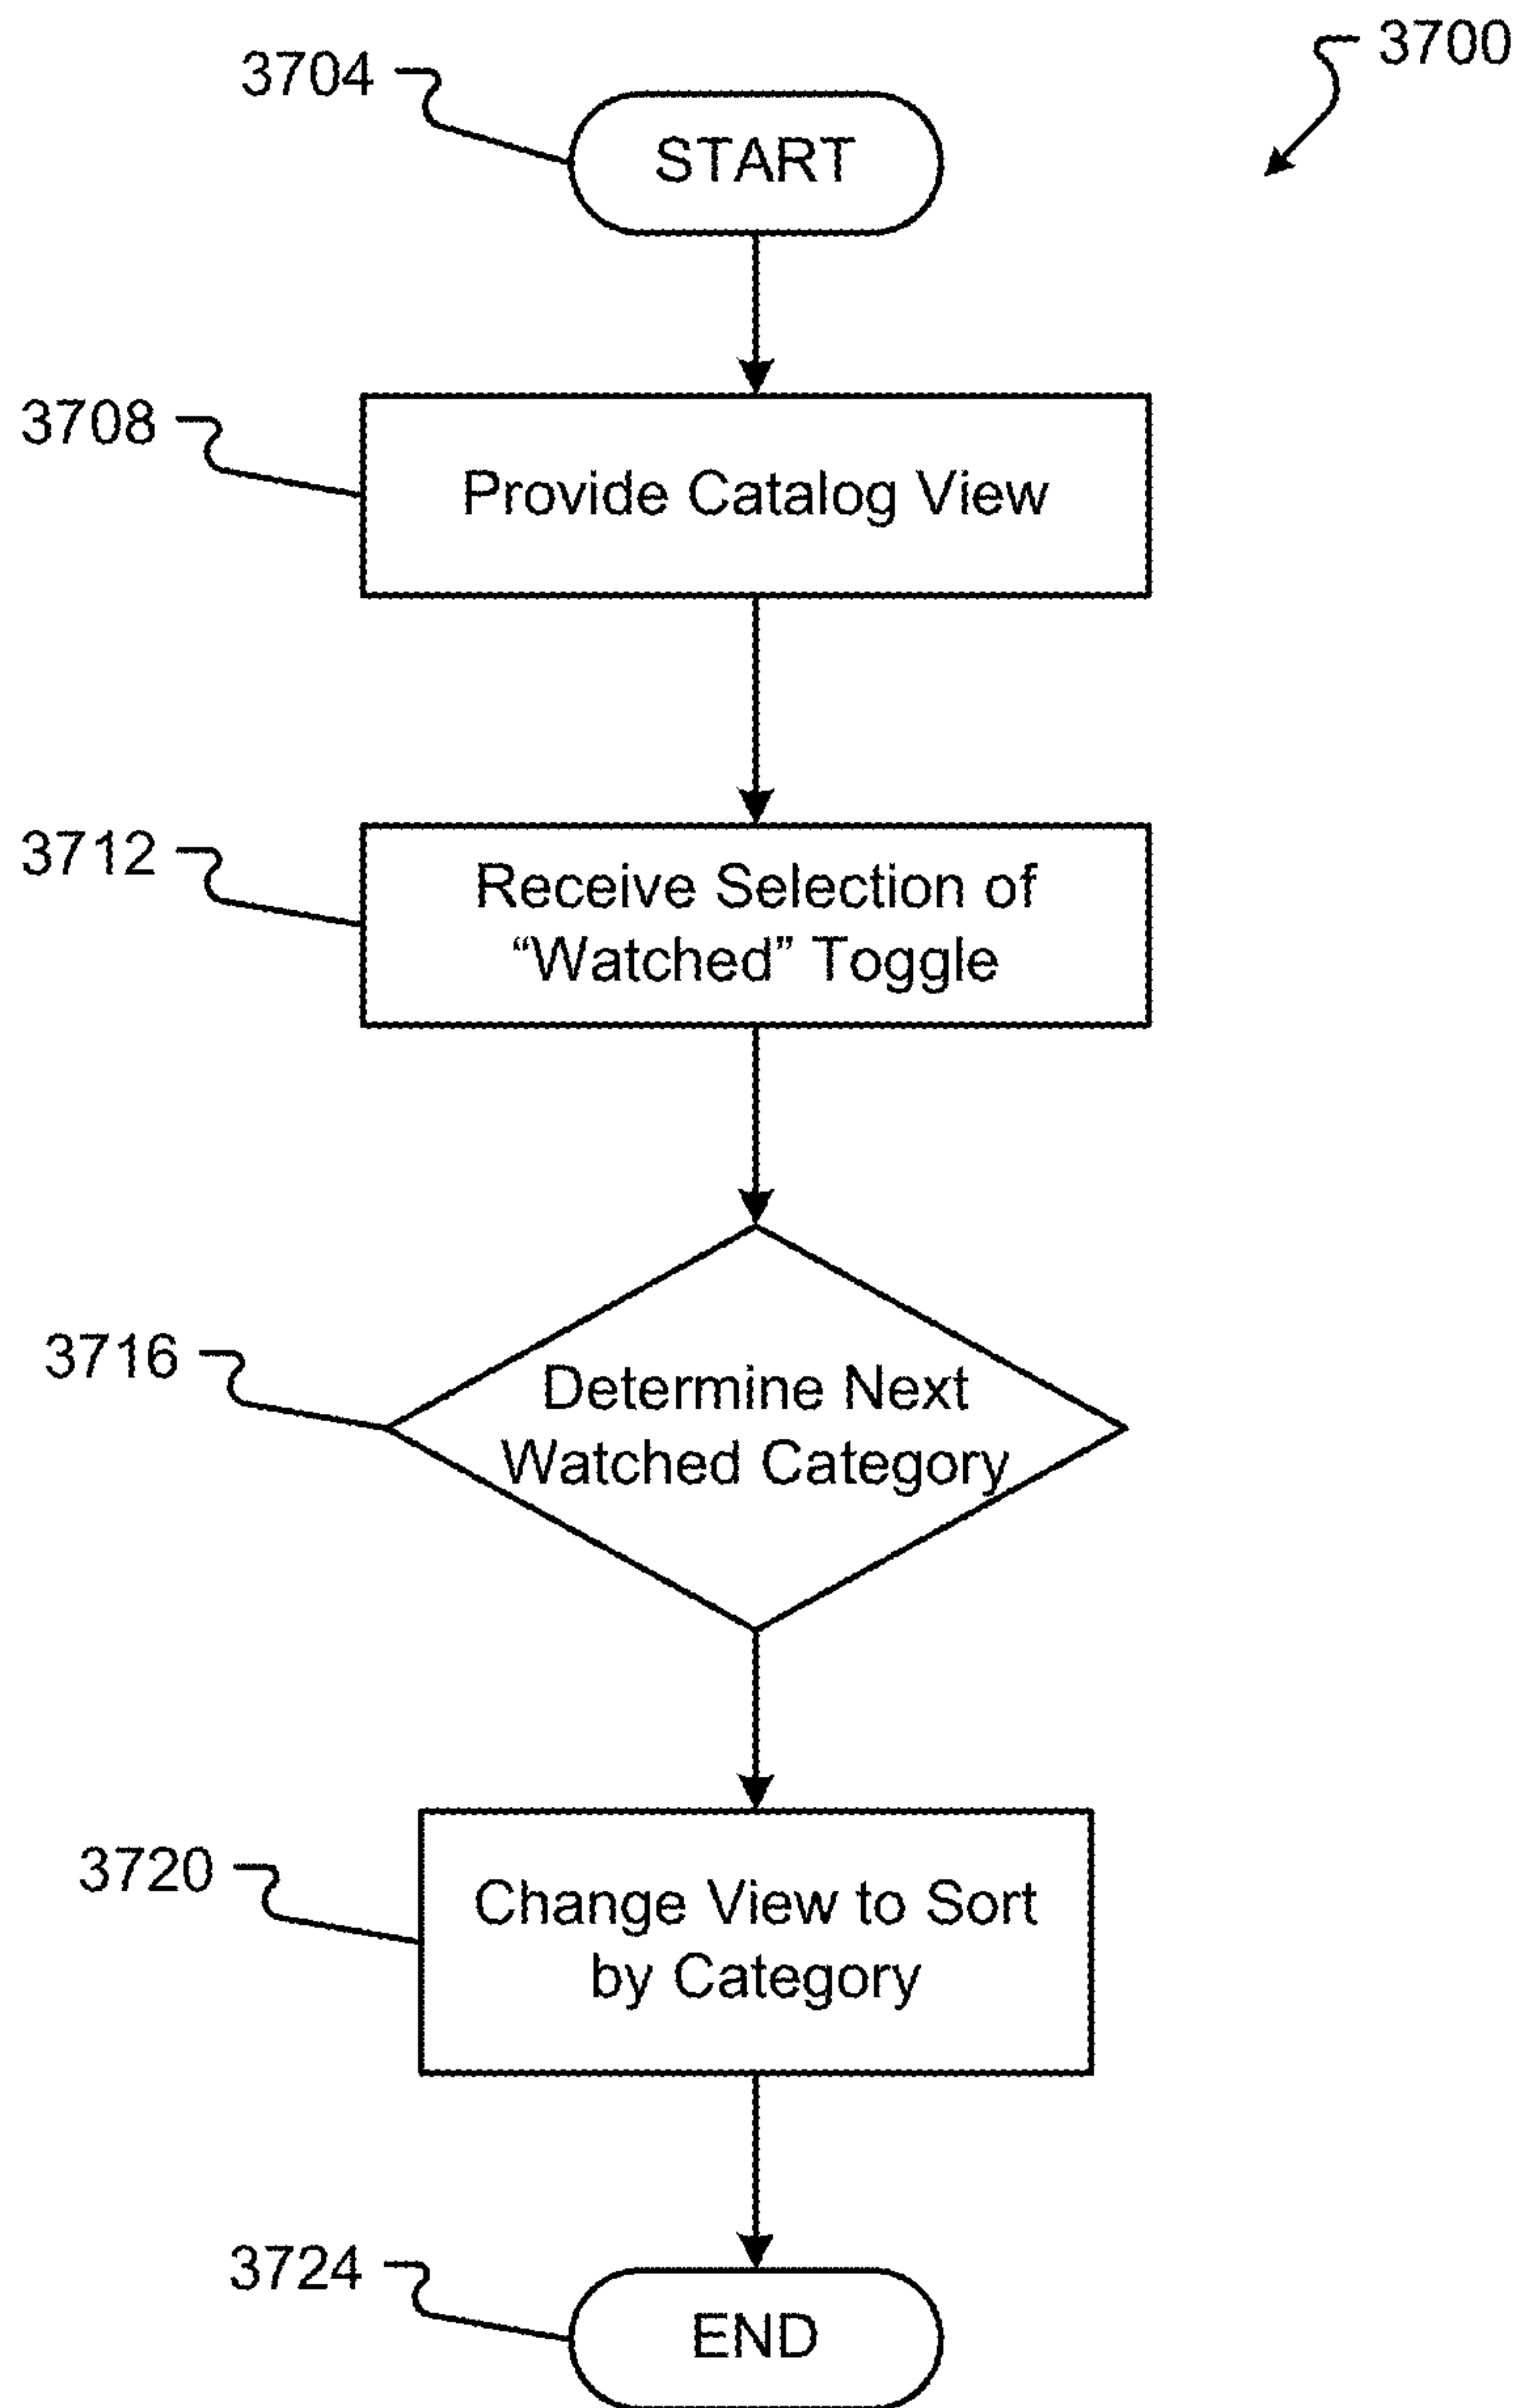 3700
3704
START
3708
Provide Catalog View
3712
Receive Selection of
“Watched” Toggle
3716
Determine Next
Watched Category
3720
Change View to Sort
by Category
3724
END